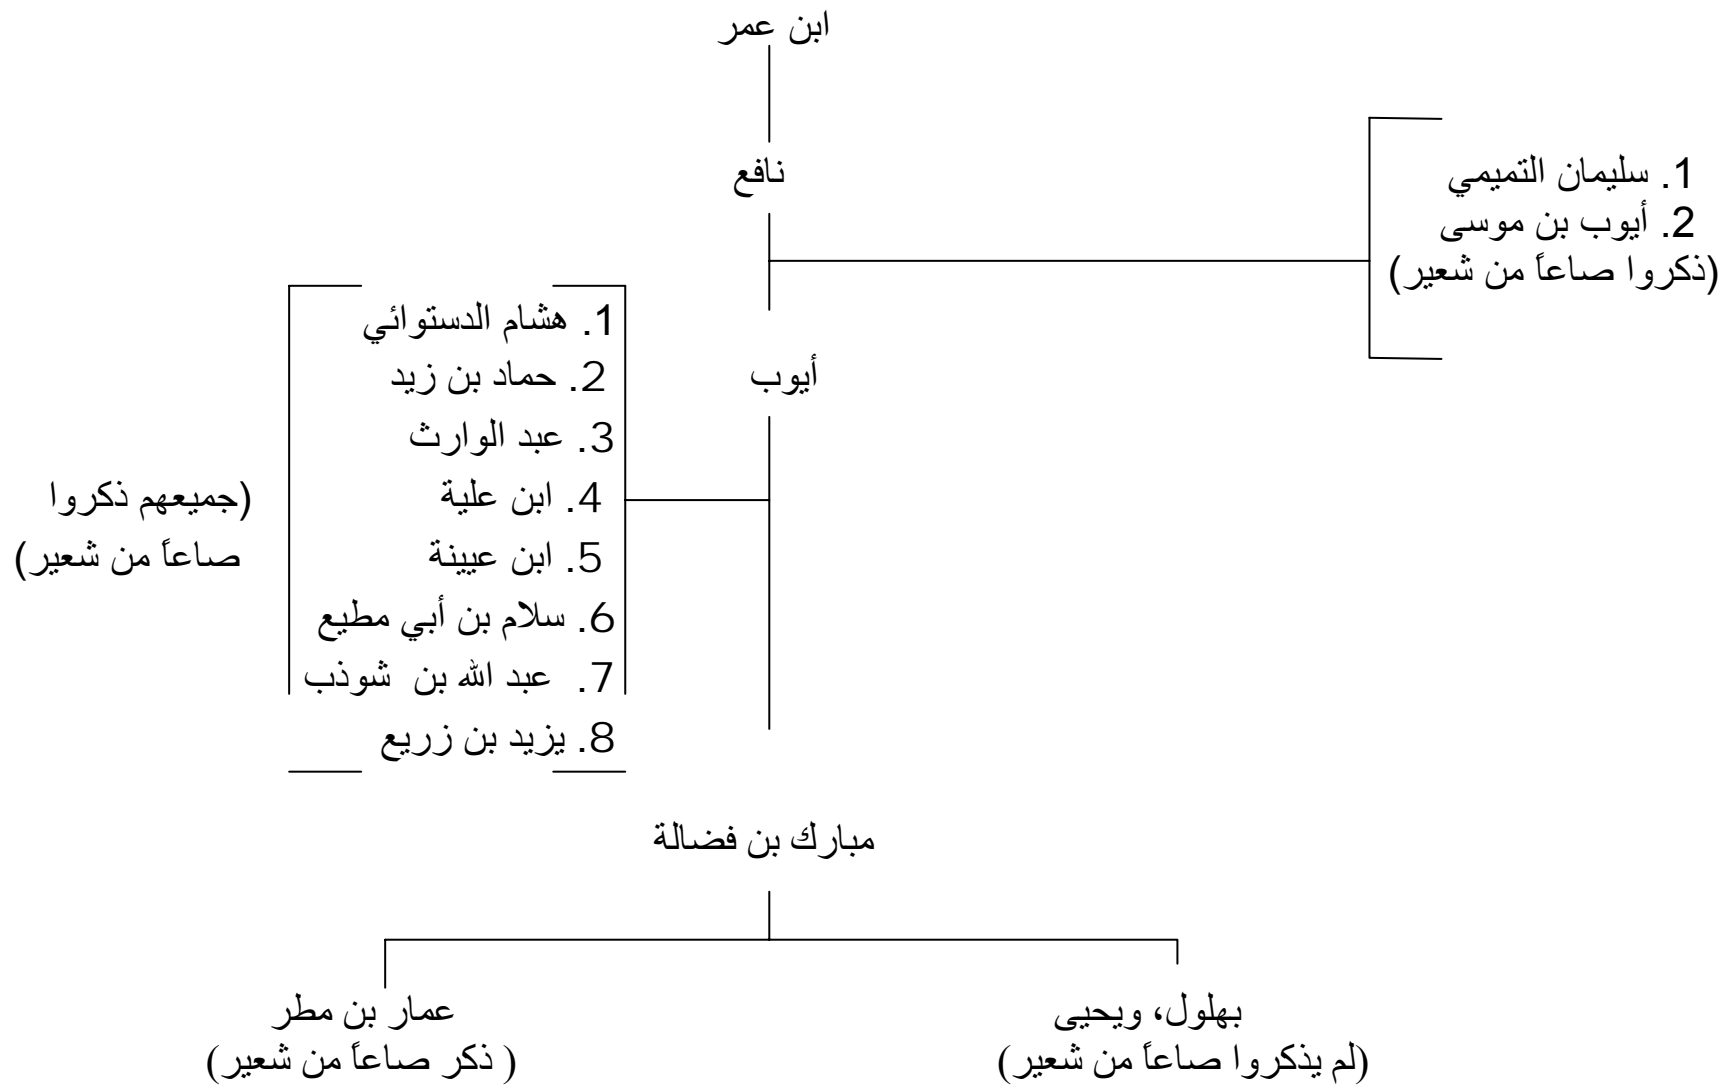 ابن عمر
نافع
1. سليمان التميمي
2. أيوب بن موسى
(ذكروا صاعاً من شعير)
أيوب
1. هشام الدستوائي
2. حماد بن زيد
3. عبد الوارث
4. ابن علية
5. ابن عيينة
6. سلام بن أبي مطيع
7. عبد الله بن شوذب
8. يزيد بن زريع
(جميعهم ذكروا
صاعاً من شعير)
مبارك بن فضالة
بهلول، ويحيى
(لم يذكروا صاعاً من شعير)
عمار بن مطر
( ذكر صاعاً من شعير)